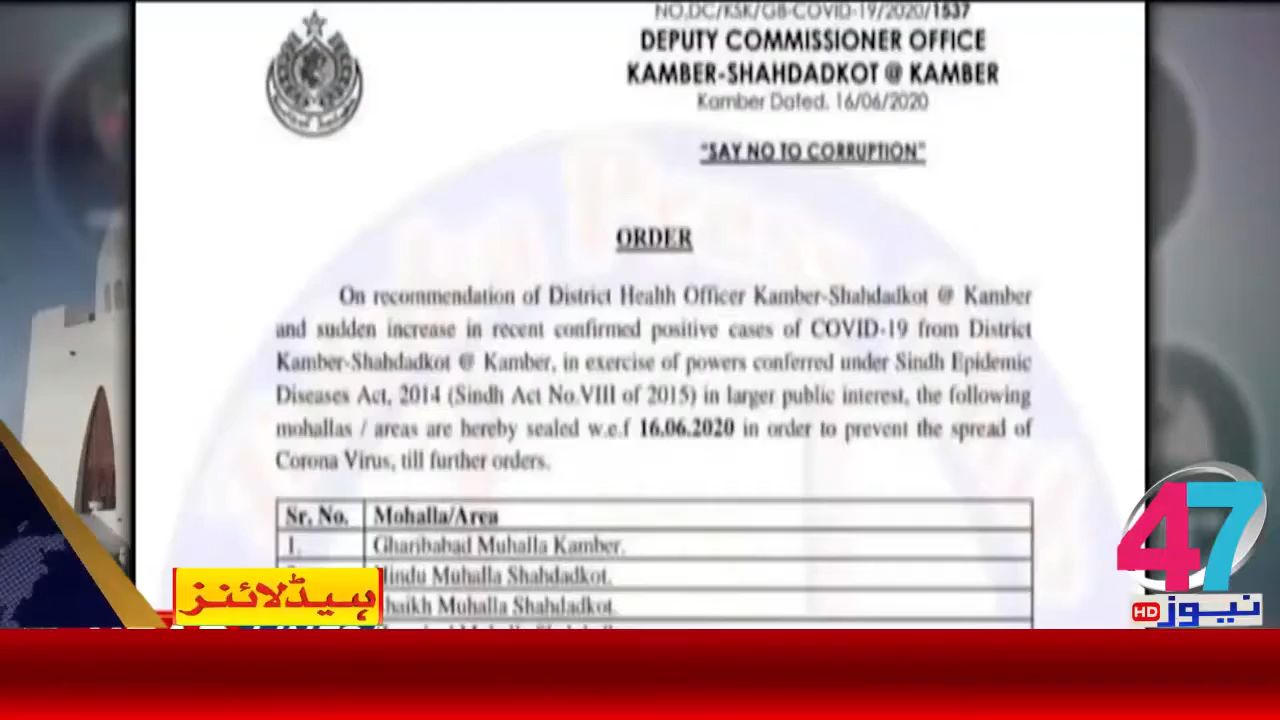 NO,DC/KSK/GB-COVID-19/2020/1537
DEPUTY COMMISSIONER OFFICE
KAMBER-SHAHDADKOT @ KAMBER
Kamber Dated, 16/06/2020
"SAY NO TO CORRUPTION"
ORDER
On recommendation of District Health Officer Kamber-Shahdadkot @ Kamber
and sudden increase in recent confirmed positive cases of COVID-19 from District
Kamber-Shahdadkot @ Kamber, in exercise of powers conferred under Sindh Epidemic
Diseases Act, 2014 (Sindh Act No.VIII of 2015) in larger public interest, the following
mohallas / areas are hereby sealed w.e.f 16.06.2020 in order to prevent the spread of
Corona Virus, till further orders.
Sr. No. Mohalla/Area
1. Gharibabad Muhalla Kamber.
Hindu Muhalla Shahdadkot.
Shaikh Muhalla Shahdadkot.
ہیڈلائنز
47
HD نیوز